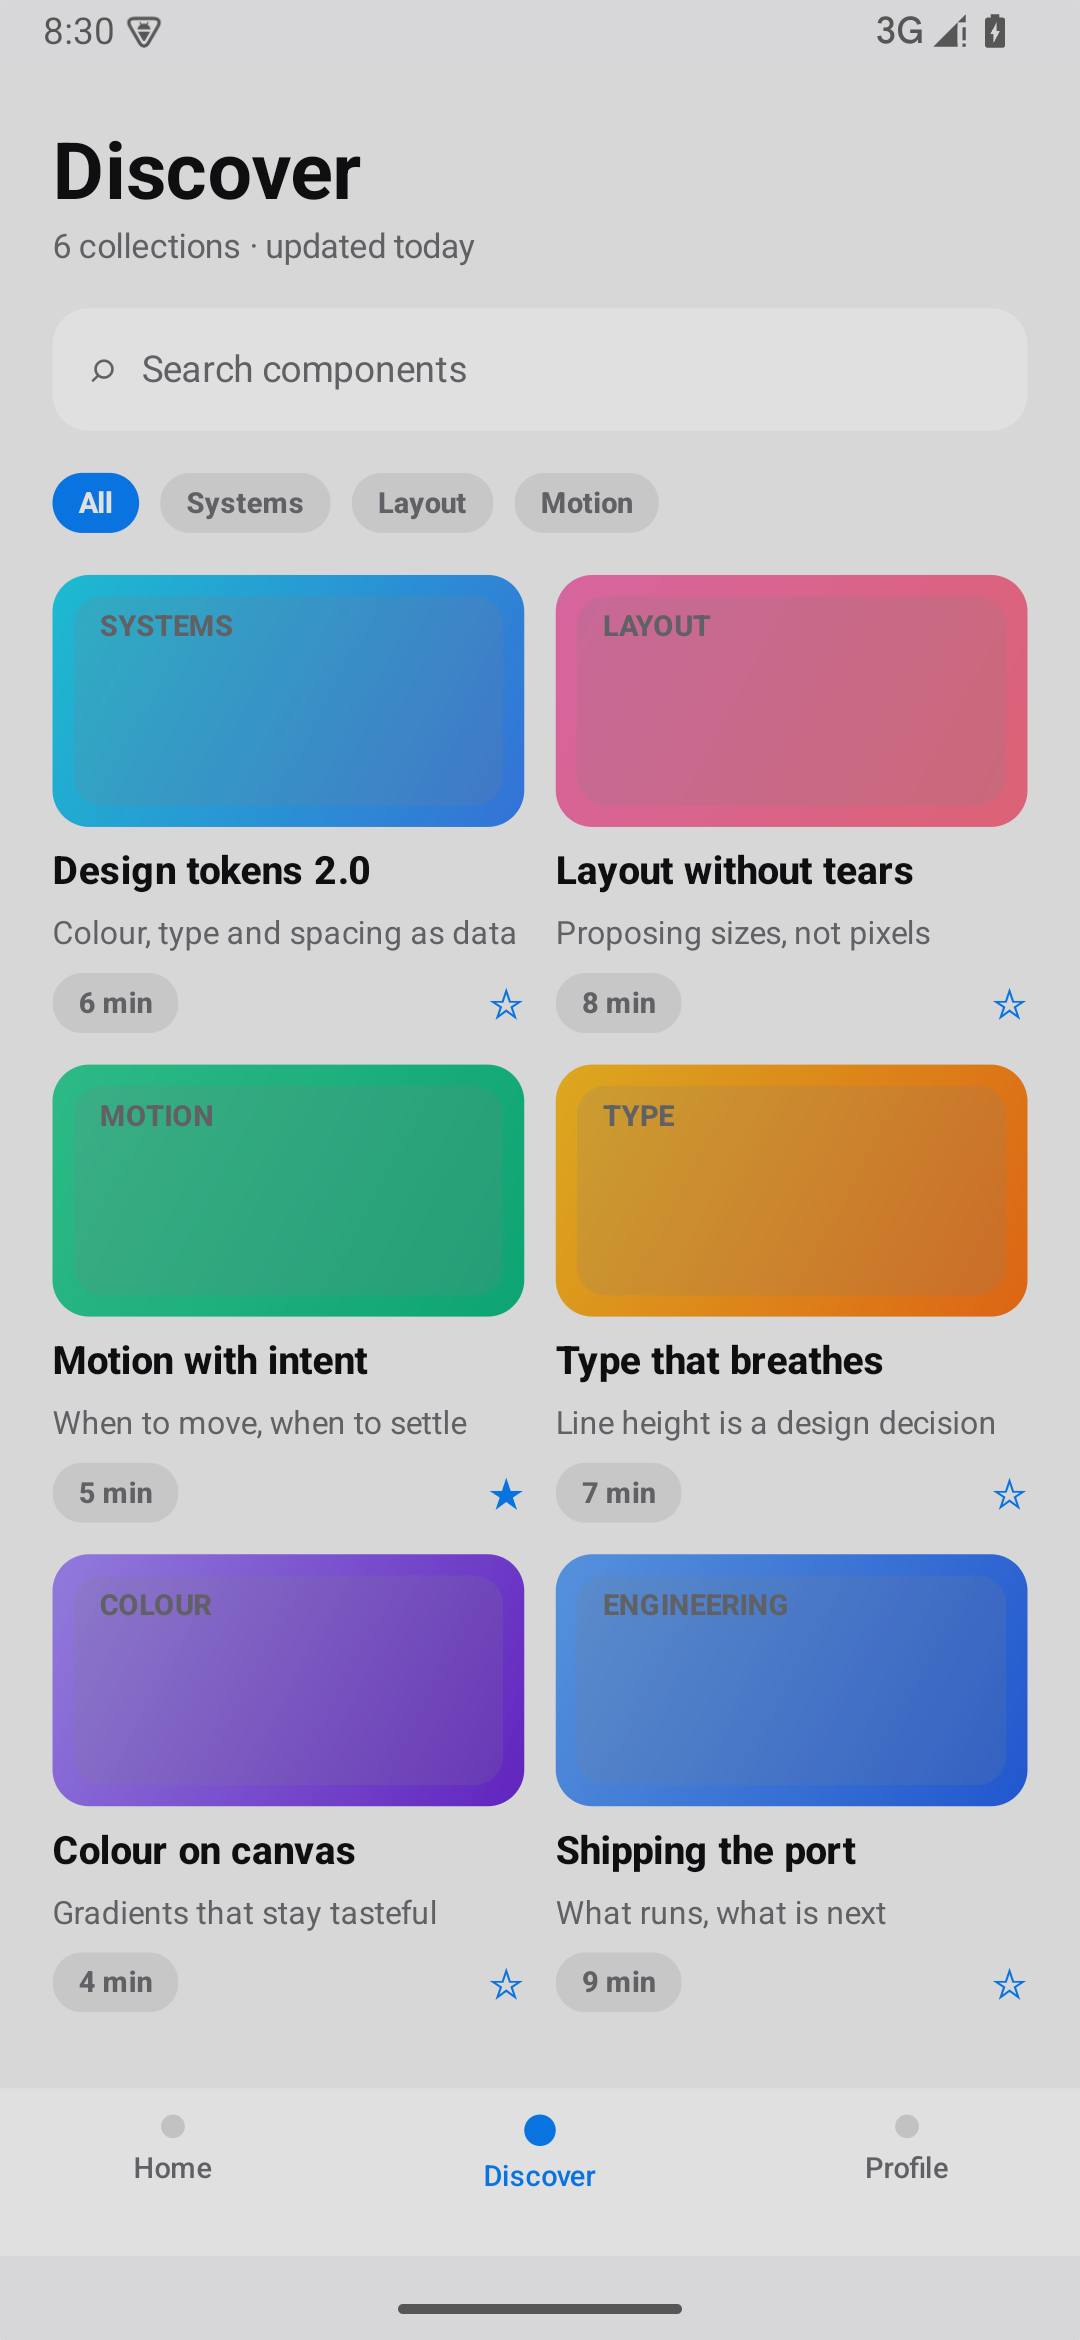 8:30
3G
Discover
6 collections · updated today
Search components
All
Systems
Layout
Motion
SYSTEMS
LAYOUT
Design tokens 2.0
Layout without tears
Colour, type and spacing as data
Proposing sizes, not pixels
6 min
8 min
MOTION
TYPE
Motion with intent
Type that breathes
When to move, when to settle
Line height is a design decision
5 min
7 min
COLOUR
ENGINEERING
Colour on canvas
Shipping the port
Gradients that stay tasteful
What runs, what is next
4 min
9 min
Home
Discover
Profile